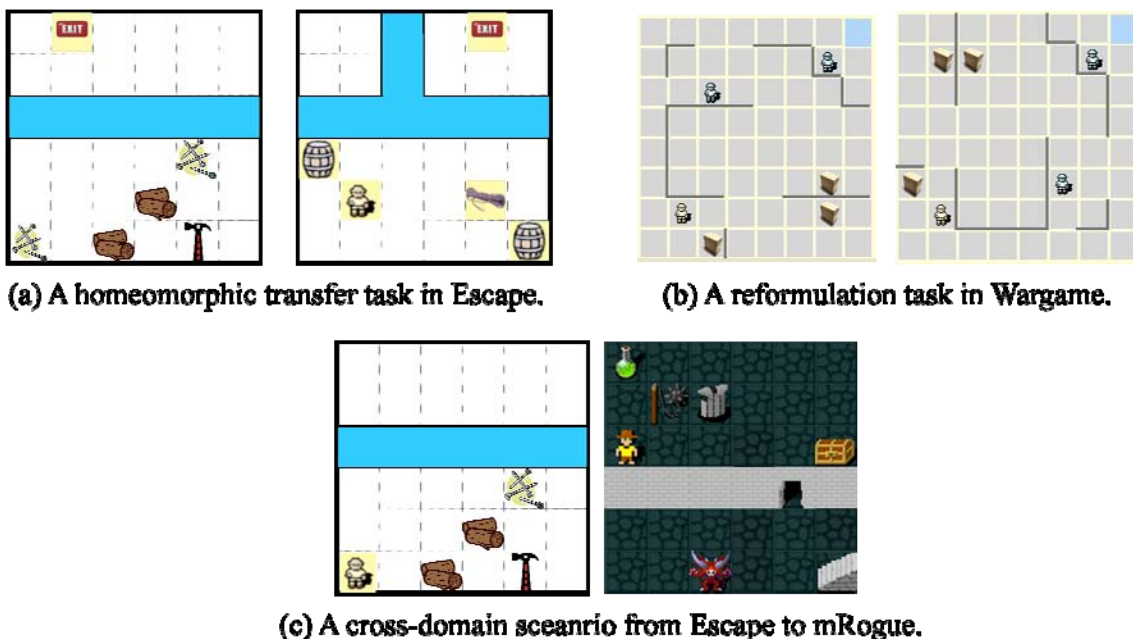 EXIT
EXIT
(a) A homeomorphic transfer task in Escape.
(b) A reformulation task in Wargame.
(c) A cross-domain sceanrio from Escape to mRogue.